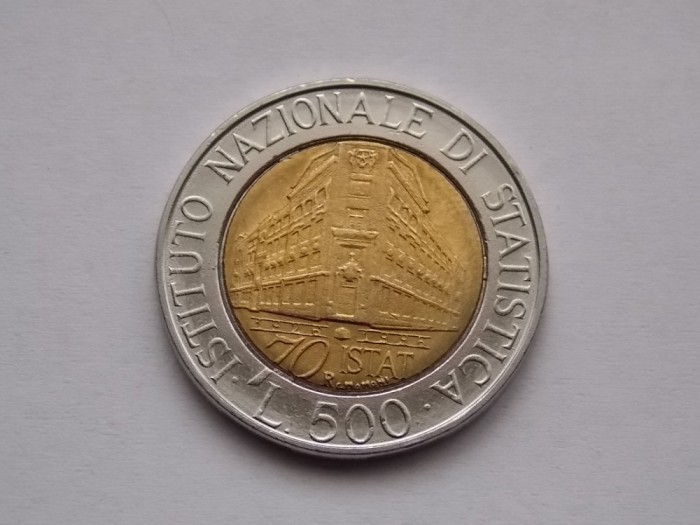 · ISTITUTO NAZIONALE DI STATISTICA ·
70 ISTAT
L. 500